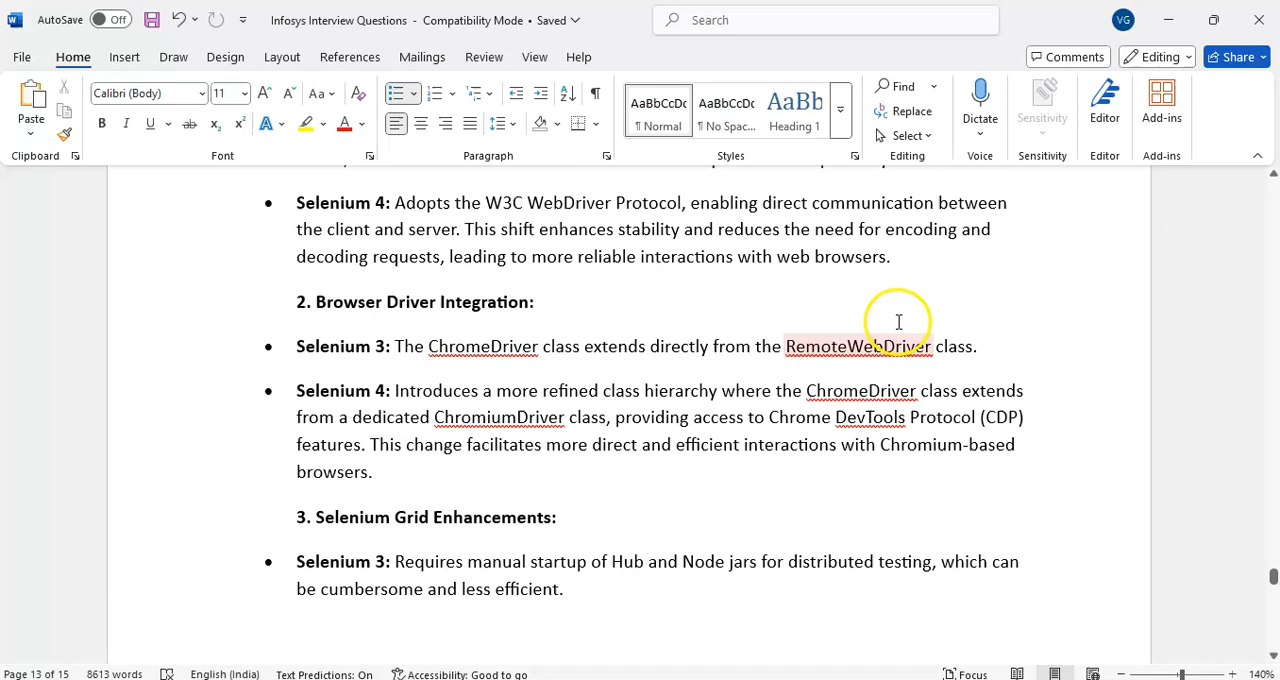 AutoSave Off Infosys Interview Questions - Compatibility Mode • Saved Search VG
File Home Insert Draw Design Layout References Mailings Review View Help Comments Editing Share
Calibri (Body) 11 A A Aa A AaBbCcDc AaBbCcDc AaBb Find
Paste B I U ab x₂ x² A A ¶ Normal ¶ No Spac... Heading 1 Replace Select Dictate Sensitivity Editor Add-ins
Clipboard Font Paragraph Styles Editing Voice Sensitivity Editor Add-ins
• Selenium 4: Adopts the W3C WebDriver Protocol, enabling direct communication between
the client and server. This shift enhances stability and reduces the need for encoding and
decoding requests, leading to more reliable interactions with web browsers.
2. Browser Driver Integration:
• Selenium 3: The ChromeDriver class extends directly from the RemoteWebDriver class.
• Selenium 4: Introduces a more refined class hierarchy where the ChromeDriver class extends
from a dedicated ChromiumDriver class, providing access to Chrome DevTools Protocol (CDP)
features. This change facilitates more direct and efficient interactions with Chromium-based
browsers.
3. Selenium Grid Enhancements:
• Selenium 3: Requires manual startup of Hub and Node jars for distributed testing, which can
be cumbersome and less efficient.
Page 13 of 15 8613 words English (India) Text Predictions: On Accessibility: Good to go Focus 140%